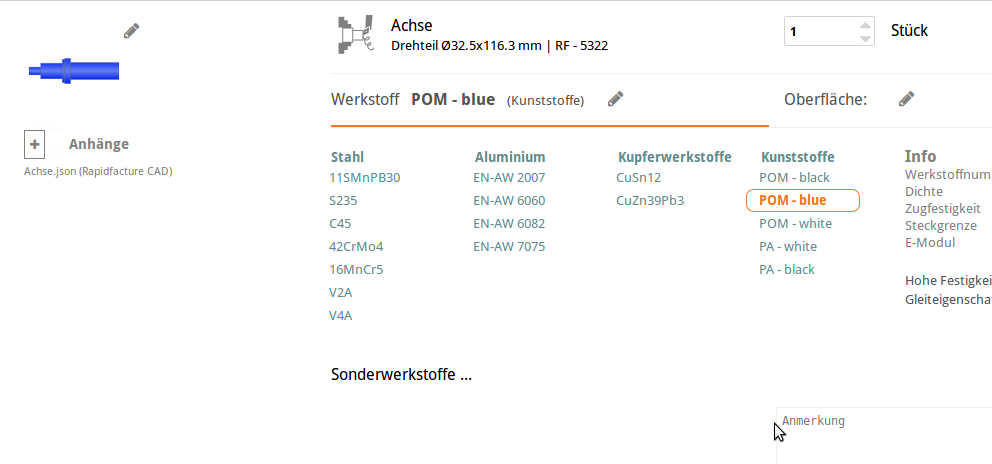 Achse
Drehteil Ø32.5x116.3 mm | RF - 5322
1
Stück
Werkstoff POM - blue (Kunststoffe)
Oberfläche:
Anhänge
Achse.json (Rapidfacture CAD)
Stahl
11SMnPB30
S235
C45
42CrMo4
16MnCr5
V2A
V4A
Aluminium
EN-AW 2007
EN-AW 6060
EN-AW 6082
EN-AW 7075
Kupferwerkstoffe
CuSn12
CuZn39Pb3
Kunststoffe
POM - black
POM - blue
POM - white
PA - white
PA - black
Info
Werkstoffnum
Dichte
Zugfestigkeit
Steckgrenze
E-Modul
Hohe Festigkei
Gleiteigenscha
Sonderwerkstoffe ...
Anmerkung